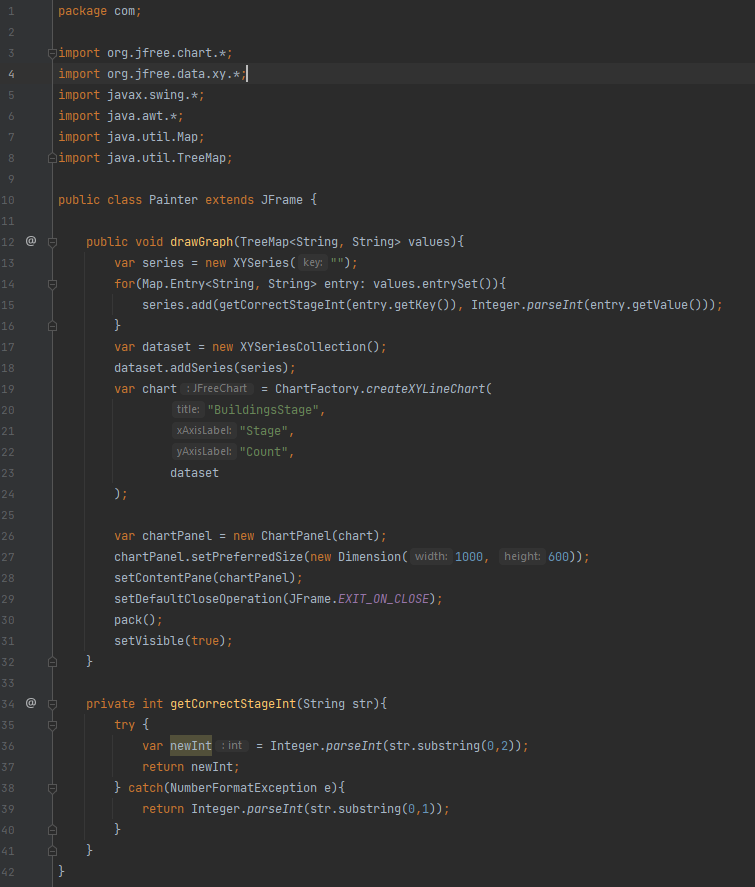 1 package com;
2
3 import org.jfree.chart.*;
4 import org.jfree.data.xy.*;
5 import javax.swing.*;
6 import java.awt.*;
7 import java.util.Map;
8 import java.util.TreeMap;
9
10 public class Painter extends JFrame {
11
12 @ public void drawGraph(TreeMap<String, String> values){
13 var series = new XYSeries( key: "");
14 for(Map.Entry<String, String> entry: values.entrySet()){
15 series.add(getCorrectStageInt(entry.getKey()), Integer.parseInt(entry.getValue()));
16 }
17 var dataset = new XYSeriesCollection();
18 dataset.addSeries(series);
19 var chart : JFreeChart = ChartFactory.createXYLineChart(
20 title: "BuildingsStage",
21 xAxisLabel: "Stage",
22 yAxisLabel: "Count",
23 dataset
24 );
25
26 var chartPanel = new ChartPanel(chart);
27 chartPanel.setPreferredSize(new Dimension( width: 1000, height: 600));
28 setContentPane(chartPanel);
29 setDefaultCloseOperation(JFrame.EXIT_ON_CLOSE);
30 pack();
31 setVisible(true);
32 }
33
34 @ private int getCorrectStageInt(String str){
35 try {
36 var newInt : int = Integer.parseInt(str.substring(0,2));
37 return newInt;
38 } catch(NumberFormatException e){
39 return Integer.parseInt(str.substring(0,1));
40 }
41 }
42 }